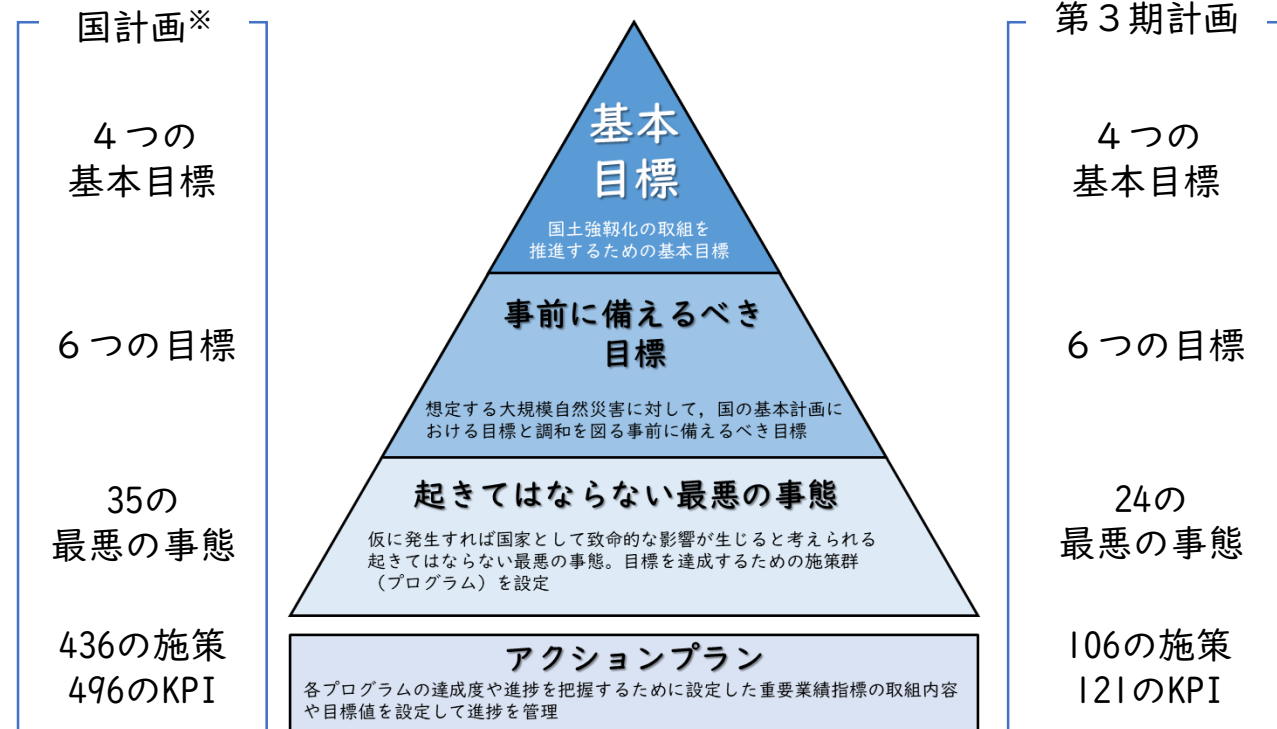 国計画※
４つの
基本目標
６つの目標
35の
最悪の事態
436の施策
496のKPI
基本
目標
国土強靱化の取組を
推進するための基本目標
事前に備えるべき
目標
想定する大規模自然災害に対して，国の基本計画に
おける目標と調和を図る事前に備えるべき目標
起きてはならない最悪の事態
仮に発生すれば国家として致命的な影響が生じると考えられる
起きてはならない最悪の事態。目標を達成するための施策群
（プログラム）を設定
アクションプラン
各プログラムの達成度や進捗を把握するために設定した重要業績指標の取組内容
や目標値を設定して進捗を管理
第３期計画
４つの
基本目標
６つの目標
24の
最悪の事態
106の施策
121のKPI